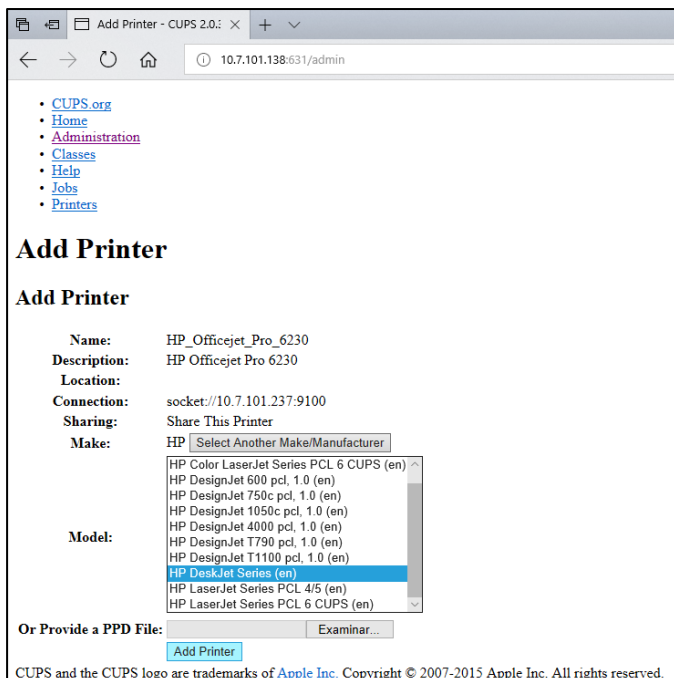 Add Printer - CUPS 2.0.:
10.7.101.138:631/admin
CUPS.org
Home
Administration
Classes
Help
Jobs
Printers
Add Printer
Add Printer
Name: HP_Officejet_Pro_6230
Description: HP Officejet Pro 6230
Location:
Connection: socket://10.7.101.237:9100
Sharing: Share This Printer
Make: HP Select Another Make/Manufacturer
HP Color LaserJet Series PCL 6 CUPS (en)
HP DesignJet 600 pcl, 1.0 (en)
HP DesignJet 750c pcl, 1.0 (en)
HP DesignJet 1050c pcl, 1.0 (en)
HP DesignJet 4000 pcl, 1.0 (en)
Model: HP DesignJet T790 pcl, 1.0 (en)
HP DesignJet T1100 pcl, 1.0 (en)
HP DeskJet Series (en)
HP LaserJet Series PCL 4/5 (en)
HP LaserJet Series PCL 6 CUPS (en)
Or Provide a PPD File: Examinar...
Add Printer
CUPS and the CUPS logo are trademarks of Apple Inc. Copyright © 2007-2015 Apple Inc. All rights reserved.